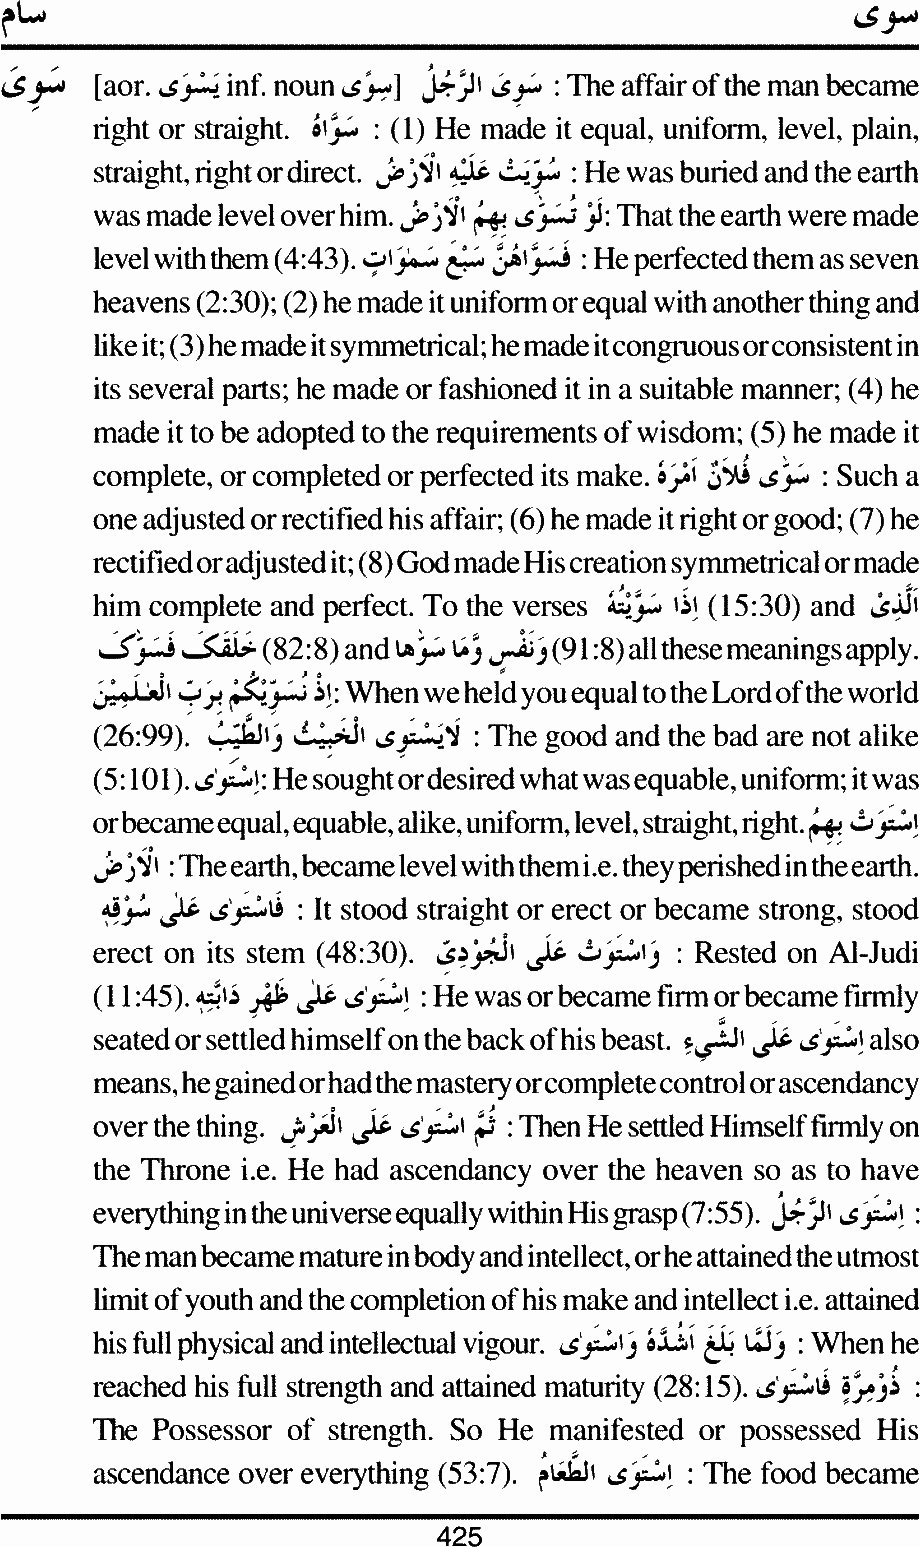 سام سوی
سَوِیَ [aor. یَسْوَی inf. noun سِوًی] سَوِیَ الرَّجُلُ : The affair of the man became
right or straight. سَوَّاہُ : (1) He made it equal, uniform, level, plain,
straight, right or direct. سُوِّیَتْ عَلَیْہِ الْاَرْضُ : He was buried and the earth
was made level over him. لَوْ تُسَوّٰی بِھِمُ الْاَرْضُ: That the earth were made
level with them (4:43). فَسَوَّاھُنَّ سَبْعَ سَمٰوَاتٍ : He perfected them as seven
heavens (2:30); (2) he made it uniform or equal with another thing and
like it; (3) he made it symmetrical; he made it congruous or consistent in
its several parts; he made or fashioned it in a suitable manner; (4) he
made it to be adopted to the requirements of wisdom; (5) he made it
complete, or completed or perfected its make. سَوّٰی فُلَانٌ اَمْرَہٗ : Such a
one adjusted or rectified his affair; (6) he made it right or good; (7) he
rectified or adjusted it; (8) God made His creation symmetrical or made
him complete and perfect. To the verses اِذَا سَوَّیْتُہٗ (15:30) and اَلَّذِیْ
خَلَقَکَ فَسَوّٰکَ (82:8) and وَنَفْسٍ وَّمَا سَوّٰھا (91:8) all these meanings apply.
اِذْ نُسَوِّیْکُمْ بِرَبِّ الْعٰلَمِیْنَ: When we held you equal to the Lord of the world
(26:99). لَایَسْتَوِی الْخَبِیْثُ وَالطَّیِّبُ : The good and the bad are not alike
(5:101). اِسْتَوٰی: He sought or desired what was equable, uniform; it was
or became equal, equable, alike, uniform, level, straight, right. اِسْتَوَتْ بِھِمُ
الْاَرْضُ : The earth, became level with them i.e. they perished in the earth.
فَاسْتَوٰی عَلٰی سُوْقِہٖ : It stood straight or erect or became strong, stood
erect on its stem (48:30). وَاسْتَوَتْ عَلَی الْجُوْدِیِّ : Rested on Al-Judi
(11:45). اِسْتَوٰی عَلٰی ظَھْرِ دَابَّتِہٖ : He was or became firm or became firmly
seated or settled himself on the back of his beast. اِسْتَوٰی عَلَی الشَّیءِ also
means, he gained or had the mastery or complete control or ascendancy
over the thing. ثُمَّ اسْتَوٰی عَلَی الْعَرْشِ : Then He settled Himself firmly on
the Throne i.e. He had ascendancy over the heaven so as to have
everything in the universe equally within His grasp (7:55). اِسْتَوَی الرَّجُلُ :
The man became mature in body and intellect, or he attained the utmost
limit of youth and the completion of his make and intellect i.e. attained
his full physical and intellectual vigour. وَلَمَّا بَلَغَ اَشُدَّہٗ وَاسْتَوٰی : When he
reached his full strength and attained maturity (28:15). ذُوْمِرَّةٍ فَاسْتَوٰی :
The Possessor of strength. So He manifested or possessed His
ascendance over everything (53:7). اِسْتَوَی الطَّعَامُ : The food became
425